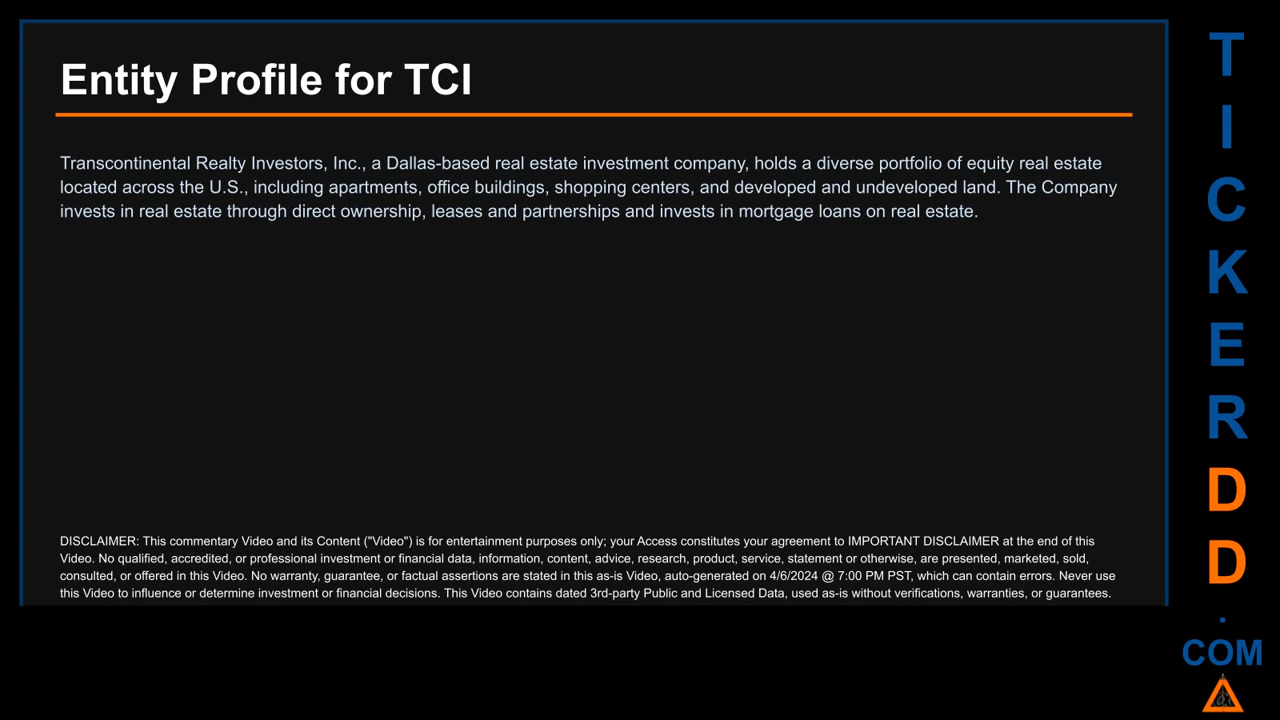 Entity Profile for TCI
Transcontinental Realty Investors, Inc., a Dallas-based real estate investment company, holds a diverse portfolio of equity real estate
located across the U.S., including apartments, office buildings, shopping centers, and developed and undeveloped land. The Company
invests in real estate through direct ownership, leases and partnerships and invests in mortgage loans on real estate.
DISCLAIMER: This commentary Video and its Content ("Video") is for entertainment purposes only; your Access constitutes your agreement to IMPORTANT DISCLAIMER at the end of this
Video. No qualified, accredited, or professional investment or financial data, information, content, advice, research, product, service, statement or otherwise, are presented, marketed, sold,
consulted, or offered in this Video. No warranty, guarantee, or factual assertions are stated in this as-is Video, auto-generated on 4/6/2024 @ 7:00 PM PST, which can contain errors. Never use
this Video to influence or determine investment or financial decisions. This Video contains dated 3rd-party Public and Licensed Data, used as-is without verifications, warranties, or guarantees.
T
I
C
K
E
R
D
D
.
COM